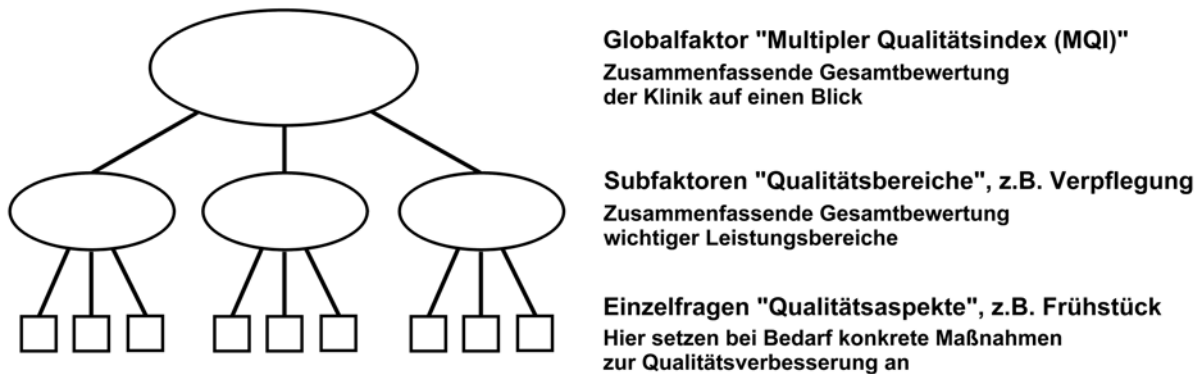 Globalfaktor "Multipler Qualitätsindex (MQI)"
Zusammenfassende Gesamtbewertung
der Klinik auf einen Blick
Subfaktoren "Qualitätsbereiche", z.B. Verpflegung
Zusammenfassende Gesamtbewertung
wichtiger Leistungsbereiche
Einzelfragen "Qualitätsaspekte", z.B. Frühstück
Hier setzen bei Bedarf konkrete Maßnahmen
zur Qualitätsverbesserung an